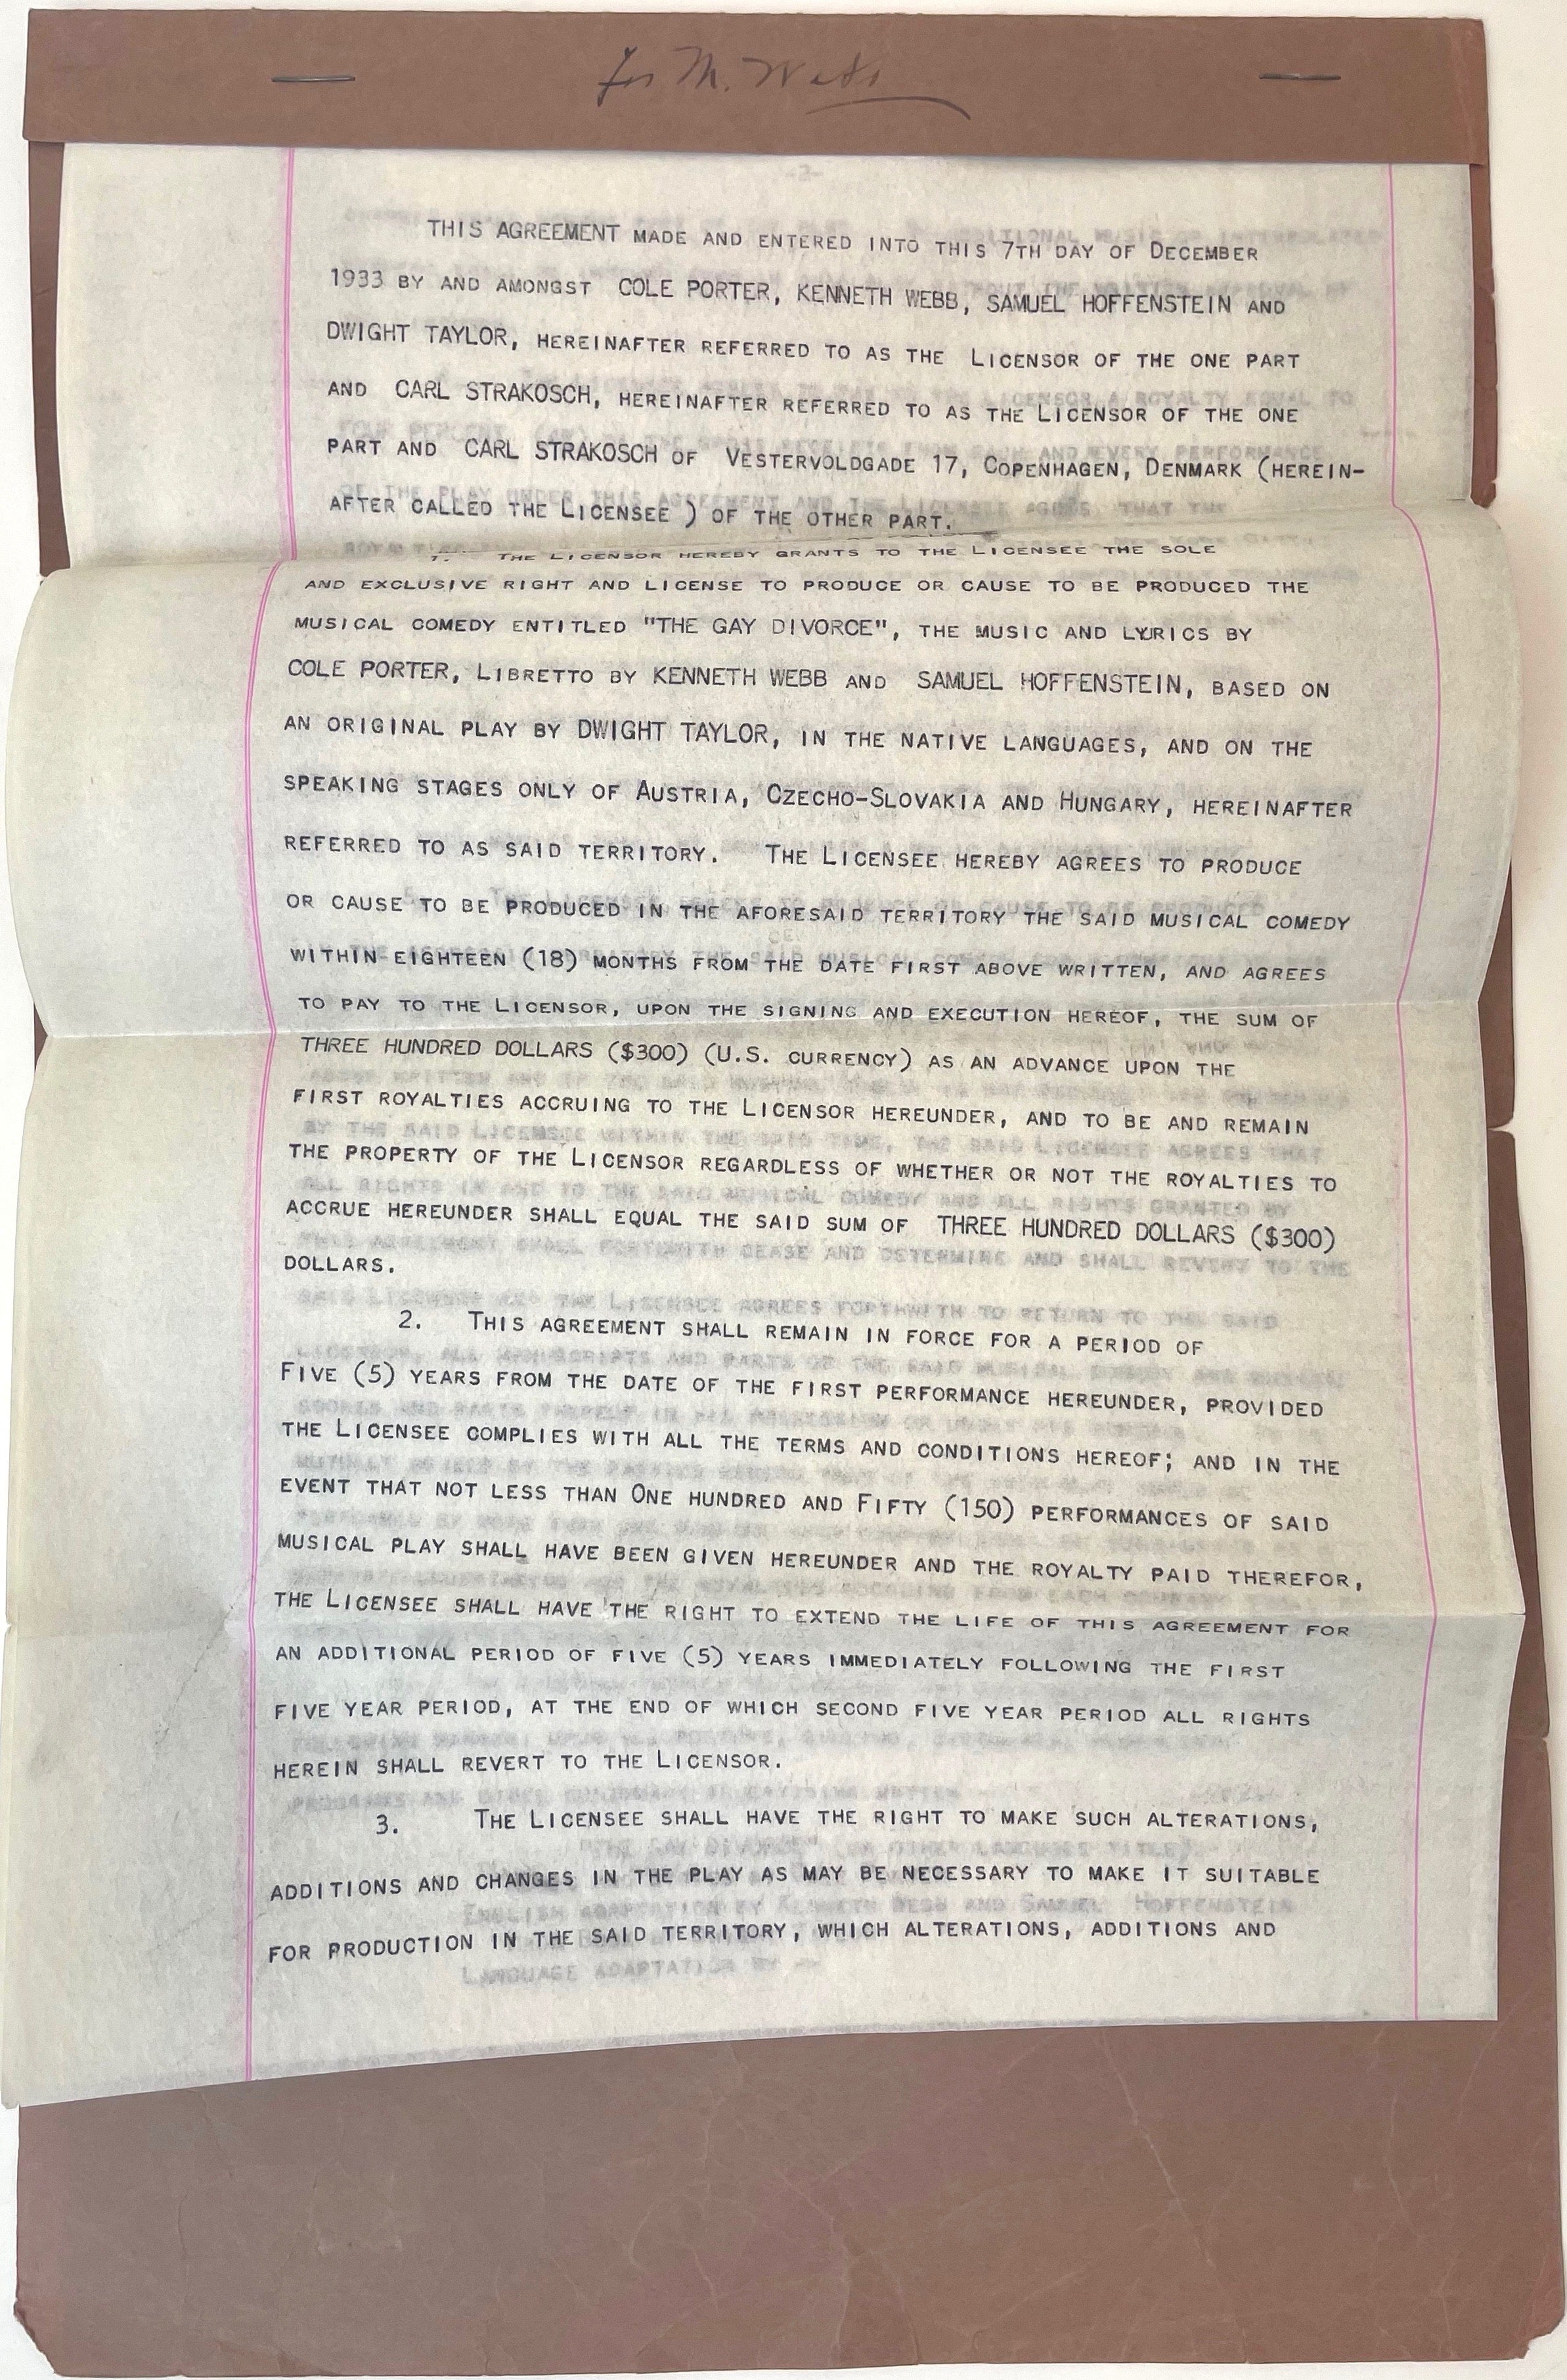 for M. Webb
THIS AGREEMENT MADE AND ENTERED INTO THIS 7TH DAY OF DECEMBER
1933 BY AND AMONGST COLE PORTER, KENNETH WEBB, SAMUEL HOFFENSTEIN AND
DWIGHT TAYLOR, HEREINAFTER REFERRED TO AS THE LICENSOR OF THE ONE PART
AND CARL STRAKOSCH, HEREINAFTER REFERRED TO AS THE LICENSOR OF THE ONE
PART AND CARL STRAKOSCH OF VESTERVOLDGADE 17, COPENHAGEN, DENMARK (HEREIN-
AFTER CALLED THE LICENSEE ) OF THE OTHER PART.
1. THE LICENSOR HEREBY GRANTS TO THE LICENSEE THE SOLE
AND EXCLUSIVE RIGHT AND LICENSE TO PRODUCE OR CAUSE TO BE PRODUCED THE
MUSICAL COMEDY ENTITLED "THE GAY DIVORCE", THE MUSIC AND LYRICS BY
COLE PORTER, LIBRETTO BY KENNETH WEBB AND SAMUEL HOFFENSTEIN, BASED ON
AN ORIGINAL PLAY BY DWIGHT TAYLOR, IN THE NATIVE LANGUAGES, AND ON THE
SPEAKING STAGES ONLY OF AUSTRIA, CZECHO-SLOVAKIA AND HUNGARY, HEREINAFTER
REFERRED TO AS SAID TERRITORY. THE LICENSEE HEREBY AGREES TO PRODUCE
OR CAUSE TO BE PRODUCED IN THE AFORESAID TERRITORY THE SAID MUSICAL COMEDY
WITHIN EIGHTEEN (18) MONTHS FROM THE DATE FIRST ABOVE WRITTEN, AND AGREES
TO PAY TO THE LICENSOR, UPON THE SIGNING AND EXECUTION HEREOF, THE SUM OF
THREE HUNDRED DOLLARS ($300) (U.S. CURRENCY) AS AN ADVANCE UPON THE
FIRST ROYALTIES ACCRUING TO THE LICENSOR HEREUNDER, AND TO BE AND REMAIN
THE PROPERTY OF THE LICENSOR REGARDLESS OF WHETHER OR NOT THE ROYALTIES TO
ACCRUE HEREUNDER SHALL EQUAL THE SAID SUM OF THREE HUNDRED DOLLARS ($300)
DOLLARS.
2. THIS AGREEMENT SHALL REMAIN IN FORCE FOR A PERIOD OF
FIVE (5) YEARS FROM THE DATE OF THE FIRST PERFORMANCE HEREUNDER, PROVIDED
THE LICENSEE COMPLIES WITH ALL THE TERMS AND CONDITIONS HEREOF; AND IN THE
EVENT THAT NOT LESS THAN ONE HUNDRED AND FIFTY (150) PERFORMANCES OF SAID
MUSICAL PLAY SHALL HAVE BEEN GIVEN HEREUNDER AND THE ROYALTY PAID THEREFOR,
THE LICENSEE SHALL HAVE THE RIGHT TO EXTEND THE LIFE OF THIS AGREEMENT FOR
AN ADDITIONAL PERIOD OF FIVE (5) YEARS IMMEDIATELY FOLLOWING THE FIRST
FIVE YEAR PERIOD, AT THE END OF WHICH SECOND FIVE YEAR PERIOD ALL RIGHTS
HEREIN SHALL REVERT TO THE LICENSOR.
3. THE LICENSEE SHALL HAVE THE RIGHT TO MAKE SUCH ALTERATIONS,
ADDITIONS AND CHANGES IN THE PLAY AS MAY BE NECESSARY TO MAKE IT SUITABLE
FOR PRODUCTION IN THE SAID TERRITORY, WHICH ALTERATIONS, ADDITIONS AND